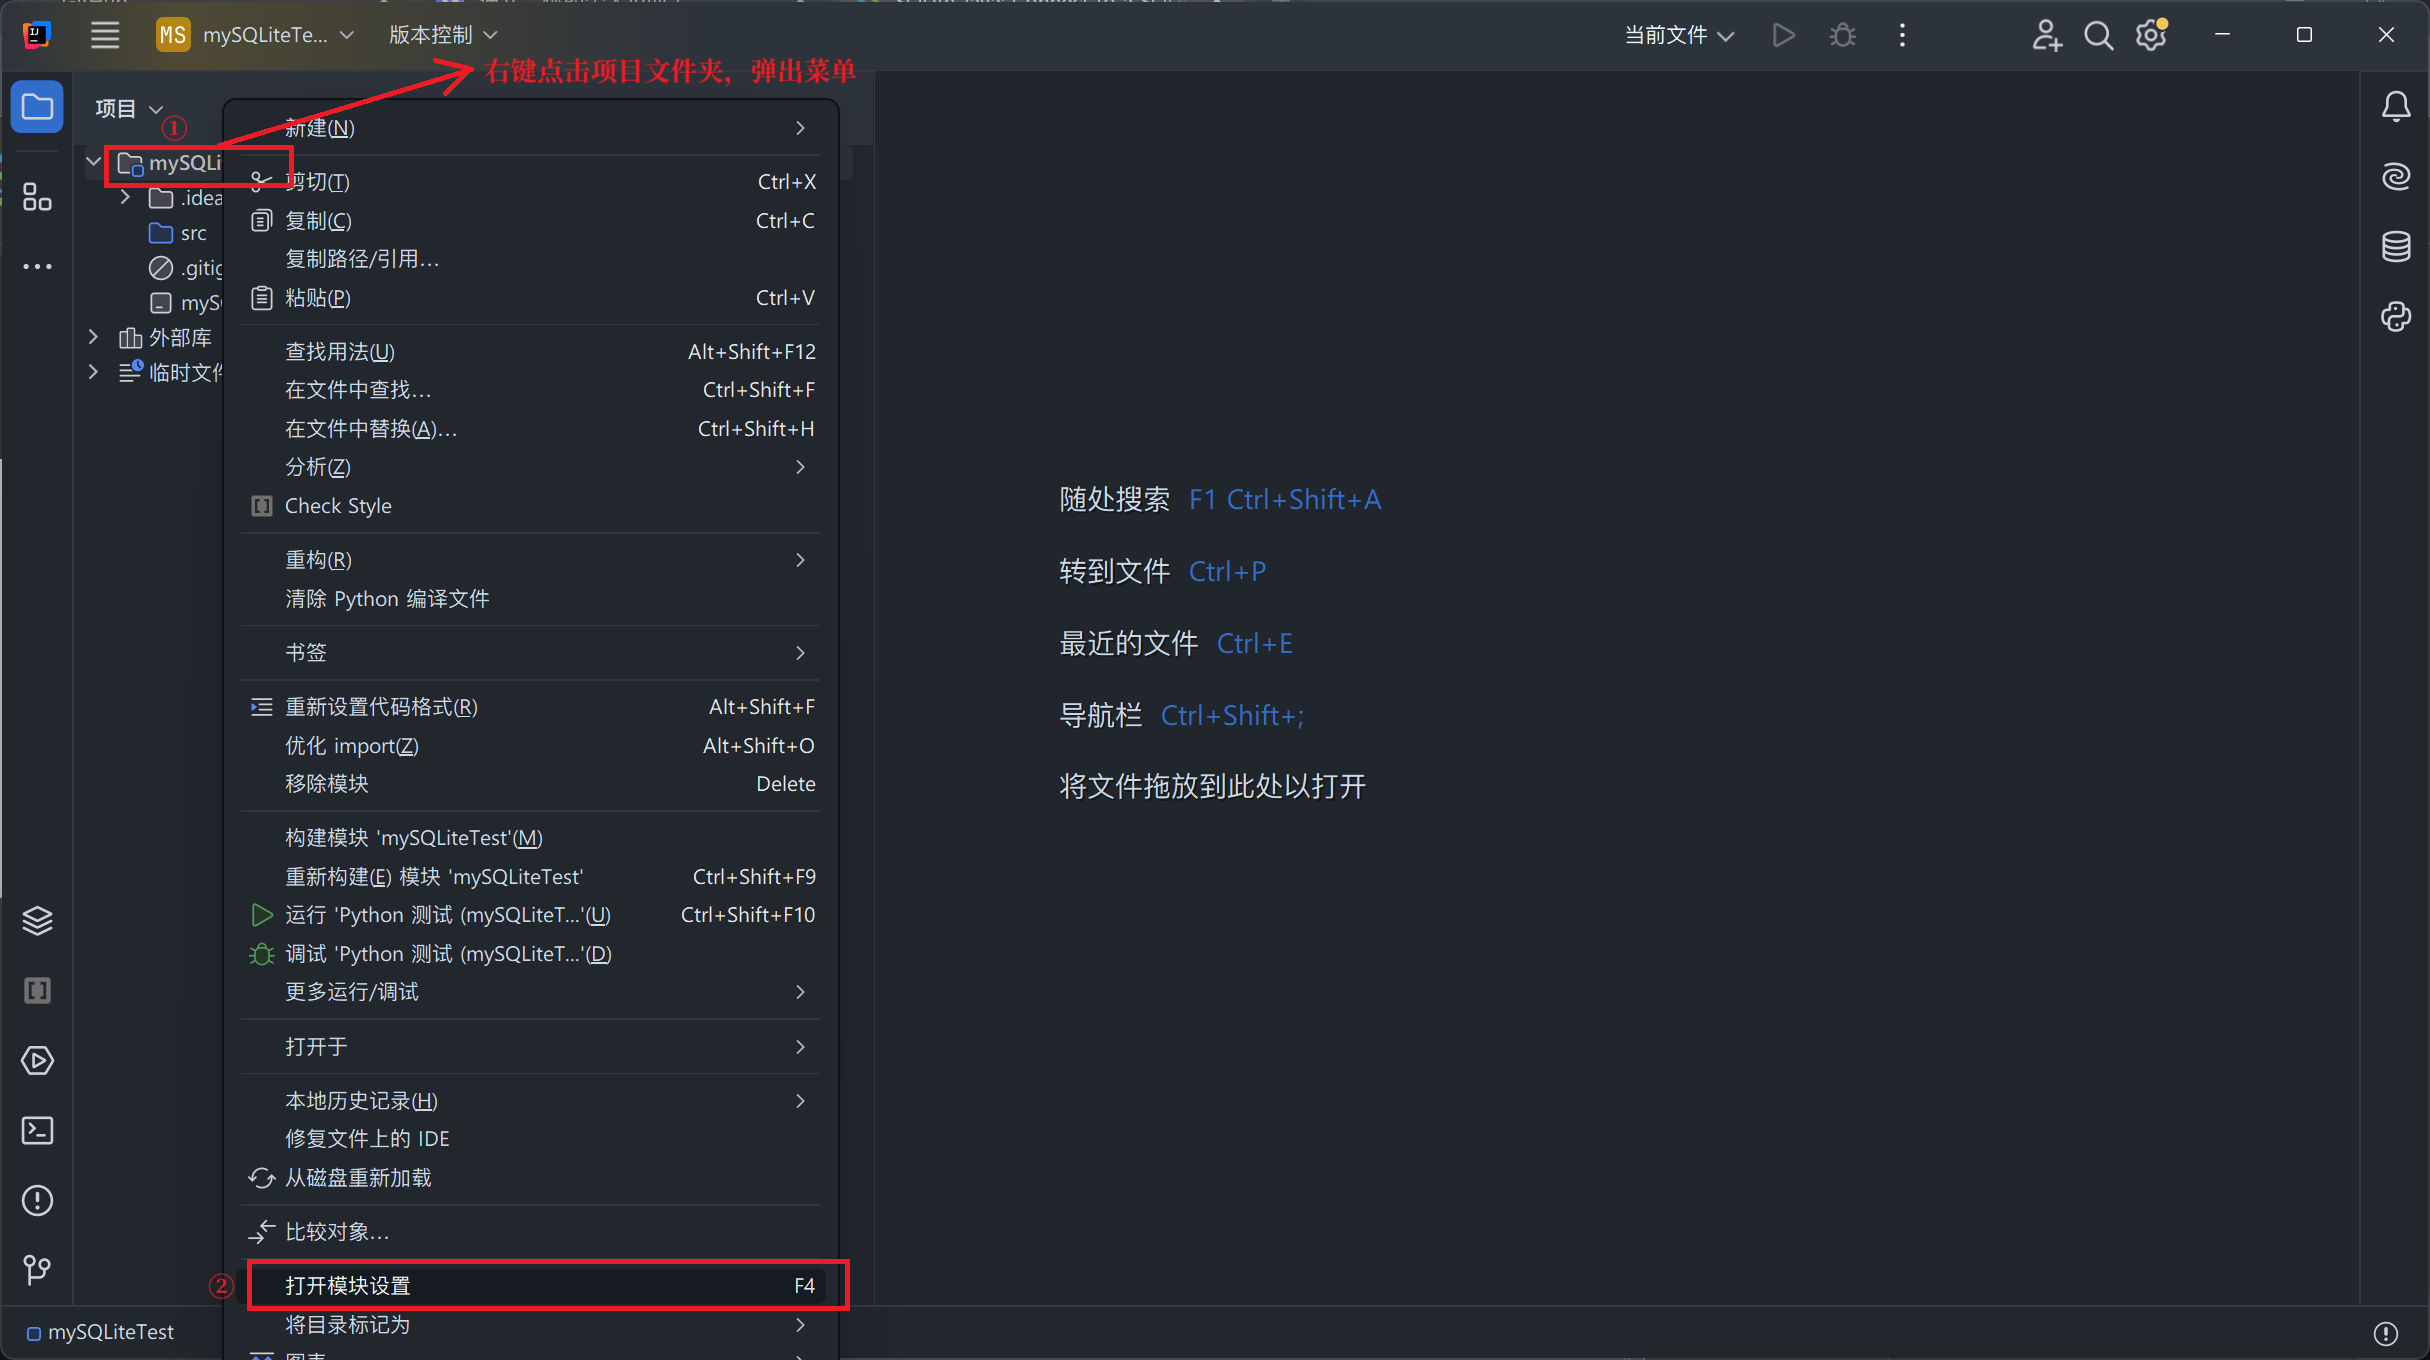 MS mySQLiteTe... 版本控制 当前文件
右键点击项目文件夹，弹出菜单
项目
①
mySQLi
.idea
src
.gitig
mySO
外部库
临时文件
新建(N)
剪切(T) Ctrl+X
复制(C) Ctrl+C
复制路径/引用...
粘贴(P) Ctrl+V
查找用法(U) Alt+Shift+F12
在文件中查找... Ctrl+Shift+F
在文件中替换(A)... Ctrl+Shift+H
分析(Z)
Check Style
重构(R)
清除 Python 编译文件
书签
重新设置代码格式(R) Alt+Shift+F
优化 import(Z) Alt+Shift+O
移除模块 Delete
构建模块 'mySQLiteTest'(M)
重新构建(E) 模块 'mySQLiteTest' Ctrl+Shift+F9
运行 'Python 测试 (mySQLiteT...'(U) Ctrl+Shift+F10
调试 'Python 测试 (mySQLiteT...'(D)
更多运行/调试
打开于
本地历史记录(H)
修复文件上的 IDE
从磁盘重新加载
比较对象...
② 打开模块设置 F4
将目录标记为
随处搜索 F1 Ctrl+Shift+A
转到文件 Ctrl+P
最近的文件 Ctrl+E
导航栏 Ctrl+Shift+;
将文件拖放到此处以打开
mySQLiteTest